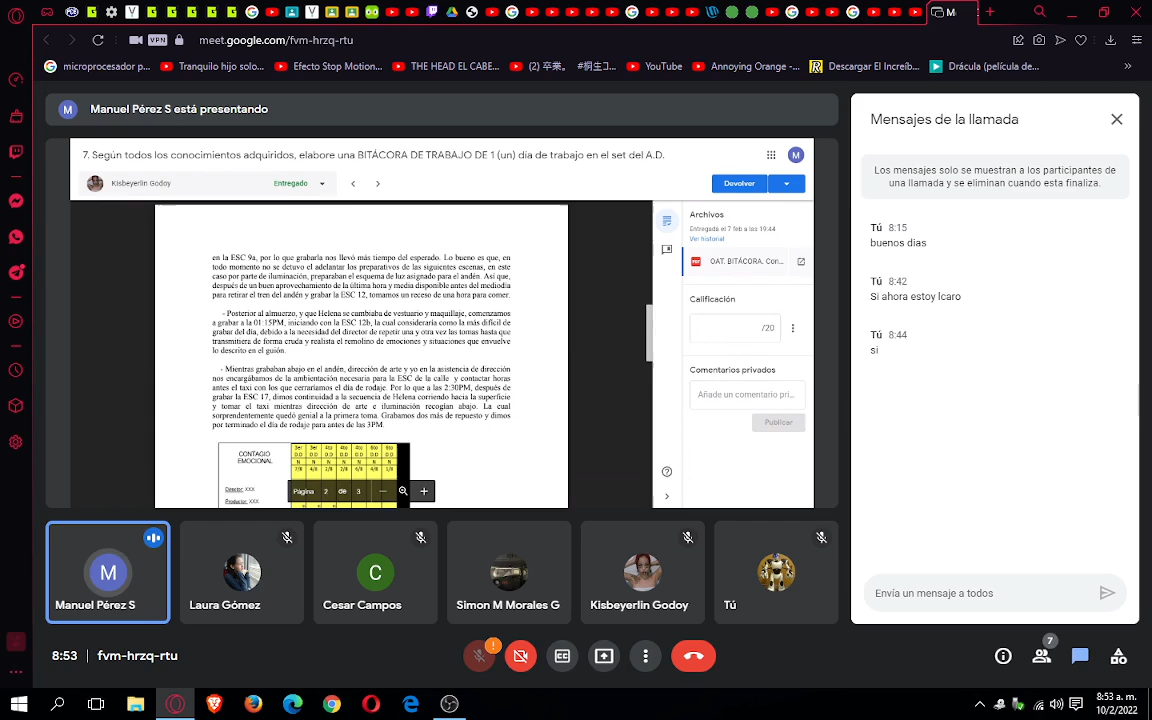 M
meet.google.com/fvm-hrzq-rtu
VPN
microprocesador p...
Tranquilo hijo solo...
Efecto Stop Motion...
THE HEAD EL CABE...
YouTube
Annoying Orange -...
Descargar El Increíb...
Drácula (película de...
M
Manuel Pérez S está presentando
7. Según todos los conocimientos adquiridos, elabore una BITÁCORA DE TRABAJO DE 1 (un) día de trabajo en el set del A.D.
M
Kisbeyerlin Godoy
Entregado
Devolver
en la ESC 9a, por lo que grabarla nos llevó más tiempo del esperado. Lo bueno es que, en
todo momento no se detuvo el adelantar los preparativos de las siguientes escenas, en este
caso por parte de iluminación, preparaban el esquema de luz asignado para el andén. Así que,
después de un buen aprovechamiento de la última hora y media disponible antes del mediodía
para retirar el tren del andén y grabar la ESC 12, tomamos un receso de una hora para comer.
- Posterior al almuerzo, y que Helena se cambiaba de vestuario y maquillaje, comenzamos
a grabar a la 01:15PM, iniciando con la ESC 12b, la cual consideraría como la más difícil de
grabar del día, debido a la necesidad del director de repetir una y otra vez las tomas hasta que
transmitiera de forma cruda y realista el remolino de emociones y situaciones que envuelve
lo descrito en el guión.
- Mientras grababan abajo en el andén, dirección de arte y yo en la asistencia de dirección
nos encargábamos de la ambientación necesaria para la ESC de la calle y contactar horas
antes el taxi con los que cerraríamos el día de rodaje. Por lo que a las 2:30PM, después de
grabar la ESC 17, dimos continuidad a la secuencia de Helena corriendo hacia la superficie
y tomar el taxi mientras dirección de arte e iluminación recogían abajo. La cual
sorprendentemente quedó genial a la primera toma. Grabamos dos más de repuesto y dimos
por terminado el día de rodaje para antes de las 3PM.
CONTAGIO
EMOCIONAL
Director: XXX
Productor: XXX
3er 3er 4to 4to 4to 6to 6to
D.D D.D D.D D.D D.D D.D D.D
N N N N N N N
Página 2 de 3
Archivos
Entregada el 7 feb a las 19:44
Ver historial
PDF
OAT. BITÁCORA. Con...
Calificación
/20
Comentarios privados
Añade un comentario pri...
Publicar
Mensajes de la llamada
Los mensajes solo se muestran a los participantes de
una llamada y se eliminan cuando esta finaliza.
Tú 8:15
buenos dias
Tú 8:42
Si ahora estoy lcaro
Tú 8:44
si
Envía un mensaje a todos
M
Manuel Pérez S
Laura Gómez
C
Cesar Campos
Simon M Morales G
Kisbeyerlin Godoy
Tú
8:53 | fvm-hrzq-rtu
7
8:53 a. m.
10/2/2022